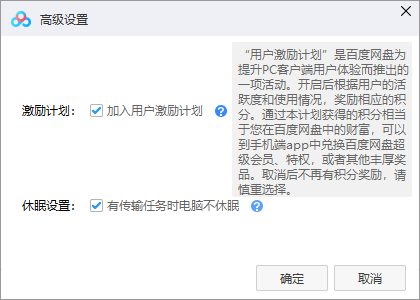 高级设置
激励计划： 加入用户激励计划
“用户激励计划”是百度网盘为
提升PC客户端用户体验而推出的
一项活动。开启后根据用户的活
跃度和使用情况，奖励相应的积
分。通过本计划获得的积分相当
于您在百度网盘中的财富，可以
到手机端app中兑换百度网盘超
级会员、特权，或者其他丰厚奖
品。取消后不再有积分奖励，请
慎重选择。
休眠设置： 有传输任务时电脑不休眠
确定 取消